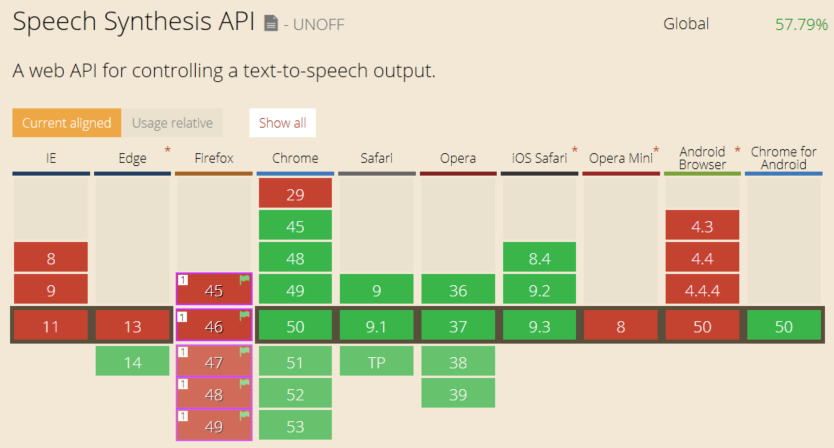 Speech Synthesis API - UNOFF Global 57.79%
A web API for controlling a text-to-speech output.
Current aligned Usage relative Show all
IE Edge * Firefox Chrome Safari Opera iOS Safari * Opera Mini * Android Browser * Chrome for Android
29
45 4.3
8 48 8.4 4.4
9 1 45 49 9 36 9.2 4.4.4
11 13 1 46 50 9.1 37 9.3 8 50 50
14 1 47 51 TP 38
1 48 52 39
1 49 53